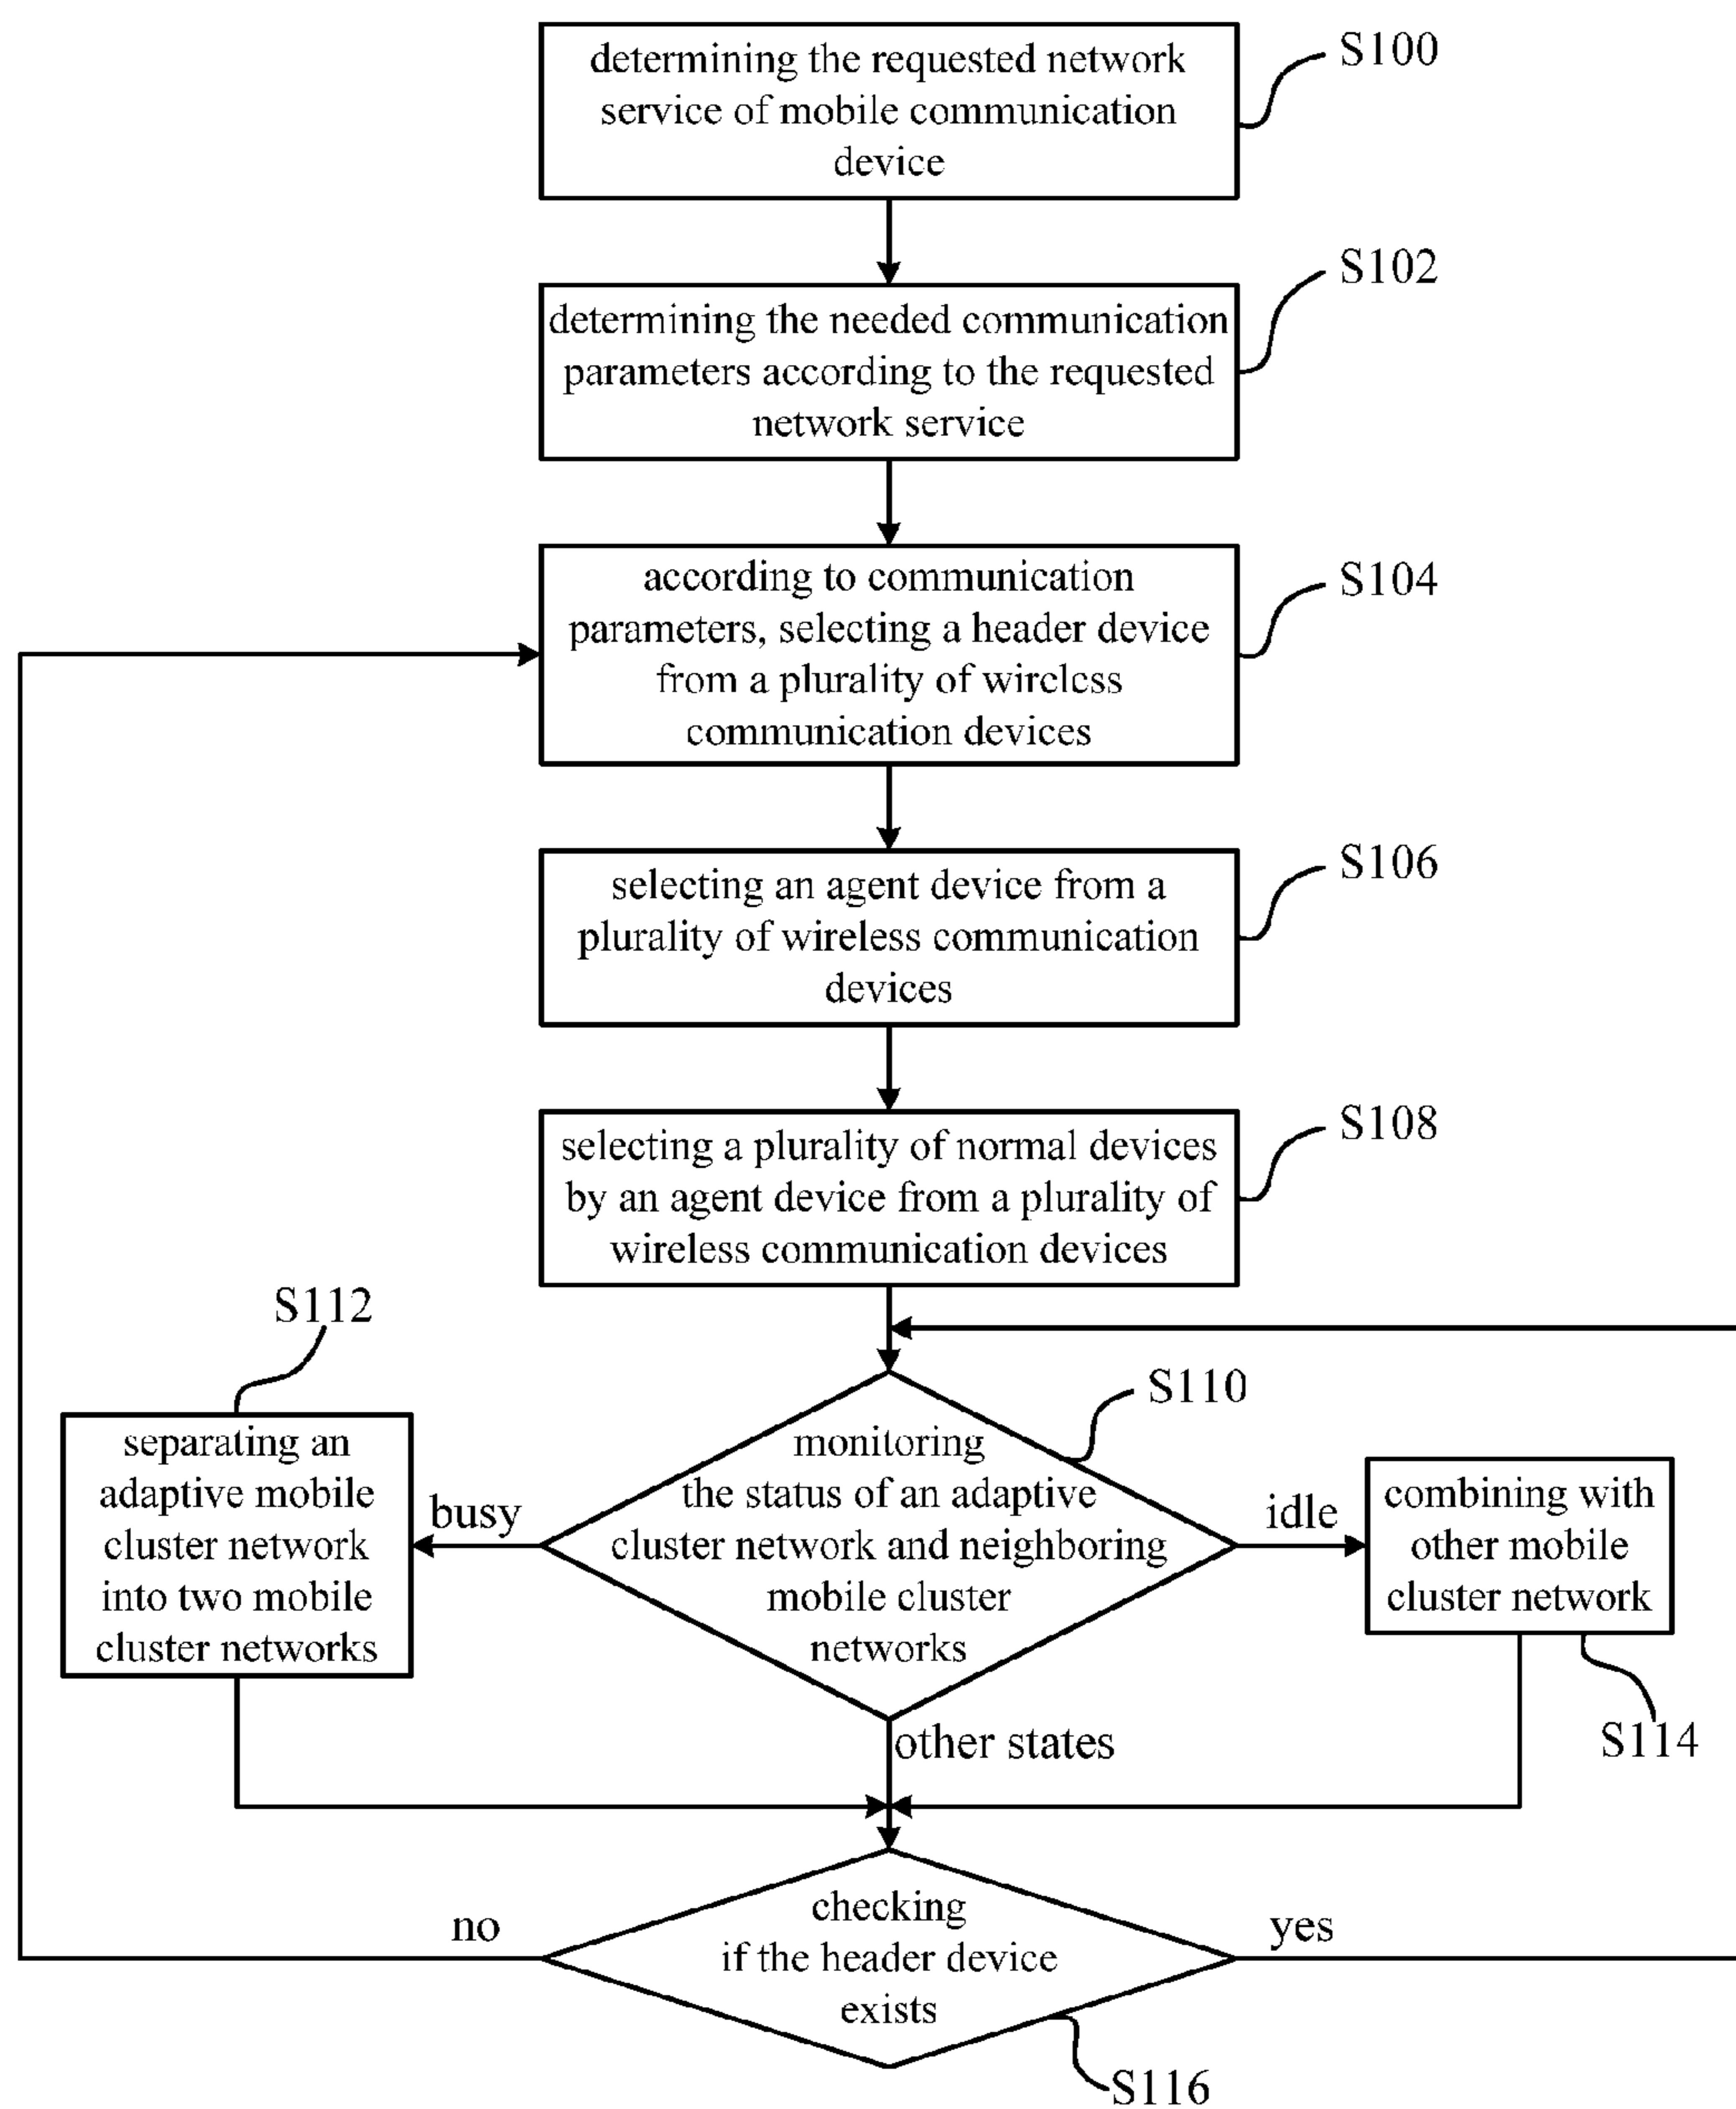 determining the requested network
service of mobile communication
device
S100
determining the needed communication
parameters according to the requested
network service
S102
according to communication
parameters, selecting a header device
from a plurality of wireless
communication devices
S104
selecting an agent device from a
plurality of wireless communication
devices
S106
selecting a plurality of normal devices
by an agent device from a plurality of
wireless communication devices
S108
S112
separating an
adaptive mobile
cluster network
into two mobile
cluster networks
busy
S110
monitoring
the status of an adaptive
cluster network and neighboring
mobile cluster
networks
idle
combining with
other mobile
cluster network
S114
other states
no
checking
if the header device
exists
yes
S116